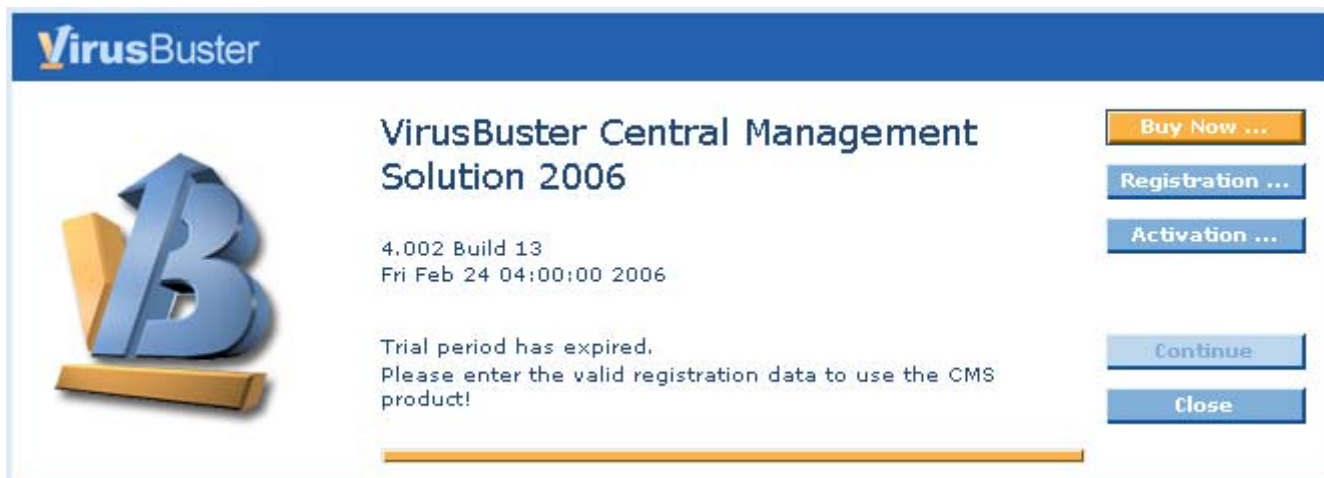 VirusBuster
VirusBuster Central Management
Solution 2006
4.002 Build 13
Fri Feb 24 04:00:00 2006
Trial period has expired.
Please enter the valid registration data to use the CMS
product!
Buy Now ...
Registration ...
Activation ...
Continue
Close